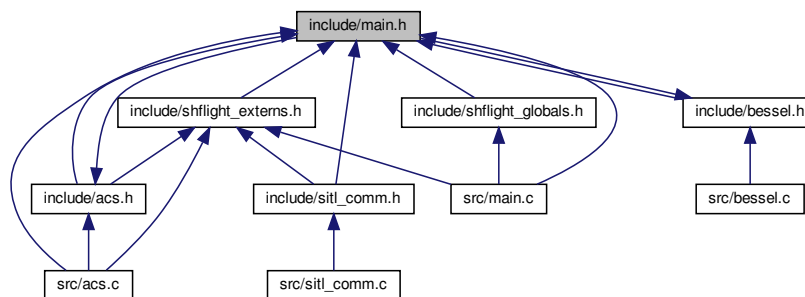 include/main.h
include/shflight_externs.h
include/shflight_globals.h
include/bessel.h
include/acs.h
include/sitl_comm.h
src/main.c
src/bessel.c
src/acs.c
src/sitl_comm.c